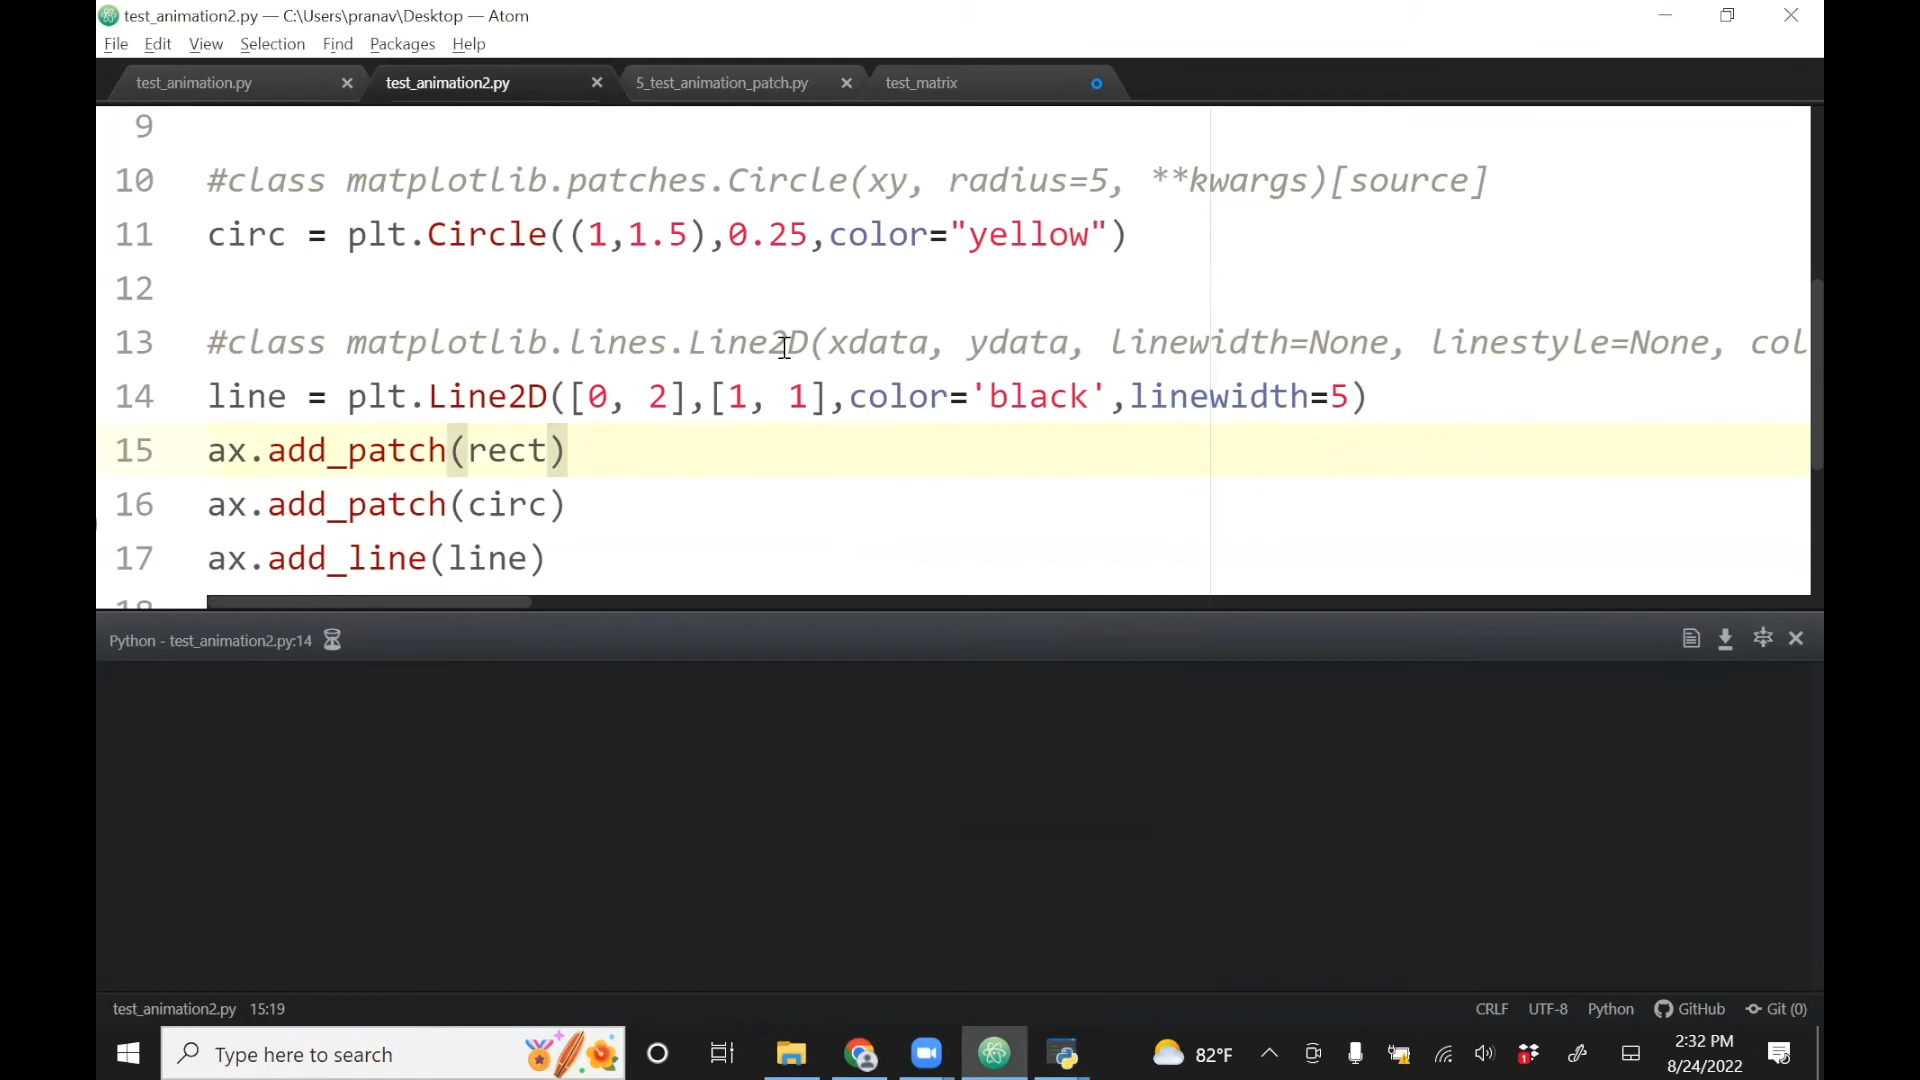 test_animation2.py — C:\Users\pranav\Desktop — Atom
File Edit View Selection Find Packages Help
test_animation.py test_animation2.py 5_test_animation_patch.py test_matrix
9
10 #class matplotlib.patches.Circle(xy, radius=5, **kwargs)[source]
11 circ = plt.Circle((1,1.5),0.25,color="yellow")
12
13 #class matplotlib.lines.Line2D(xdata, ydata, linewidth=None, linestyle=None, col
14 line = plt.Line2D([0, 2],[1, 1],color='black',linewidth=5)
15 ax.add_patch(rect)
16 ax.add_patch(circ)
17 ax.add_line(line)
18
Python - test_animation2.py:14
test_animation2.py 15:19 CRLF UTF-8 Python GitHub Git (0)
Type here to search 82°F 1 2:32 PM
8/24/2022